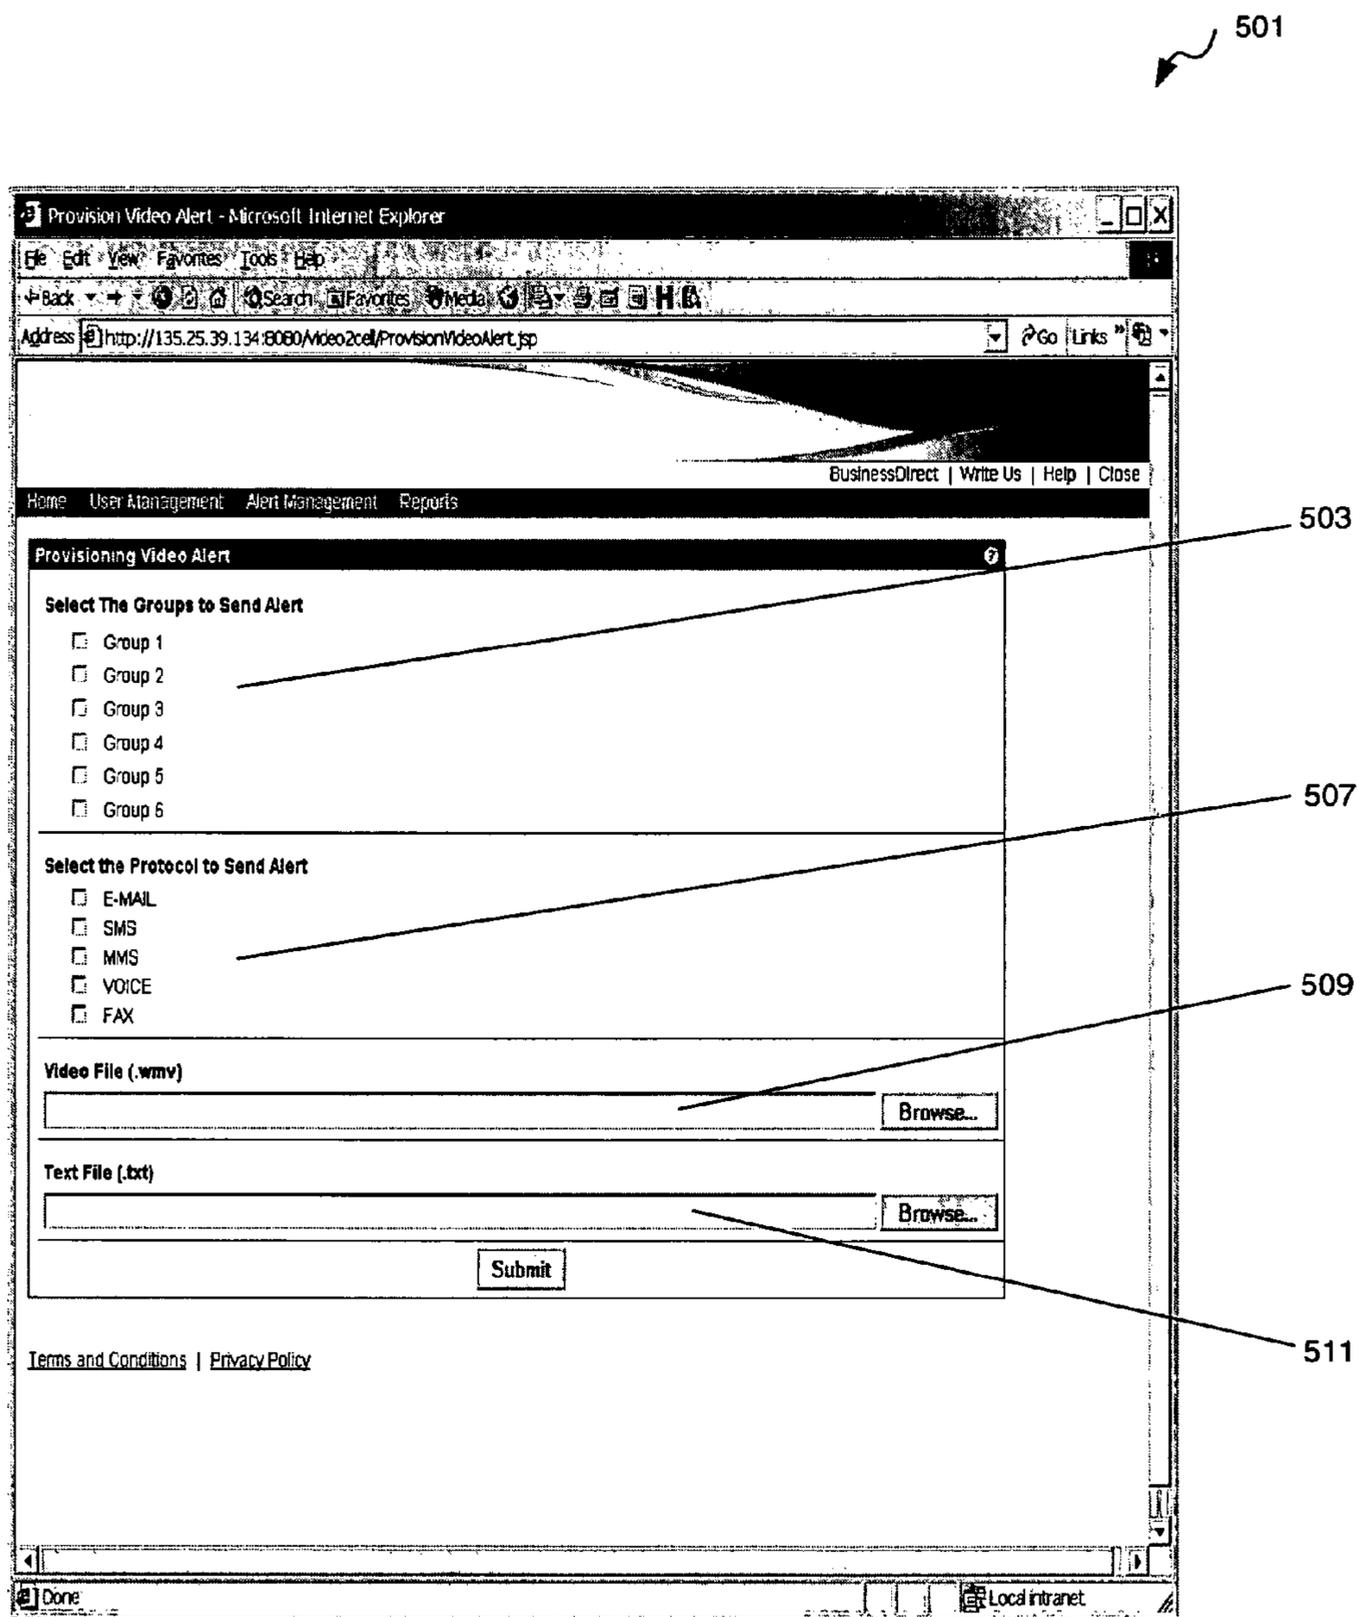 501
Provision Video Alert - Microsoft Internet Explorer
File Edit View Favorites Tools Help
Back Search Favorites Media
Address http://135.25.39.134:8080/video2cell/ProvisionVideoAlert.jsp Go Links »
BusinessDirect | Write Us | Help | Close
Home User Management Alert Management Reports
503
Provisioning Video Alert ?
Select The Groups to Send Alert
Group 1
Group 2
Group 3
Group 4
Group 5
Group 6
507
Select the Protocol to Send Alert
E-MAIL
SMS
MMS
VOICE
FAX
509
Video File (.wmv)
Browse...
Text File (.txt)
Browse...
Submit
511
Terms and Conditions | Privacy Policy
Done Local intranet